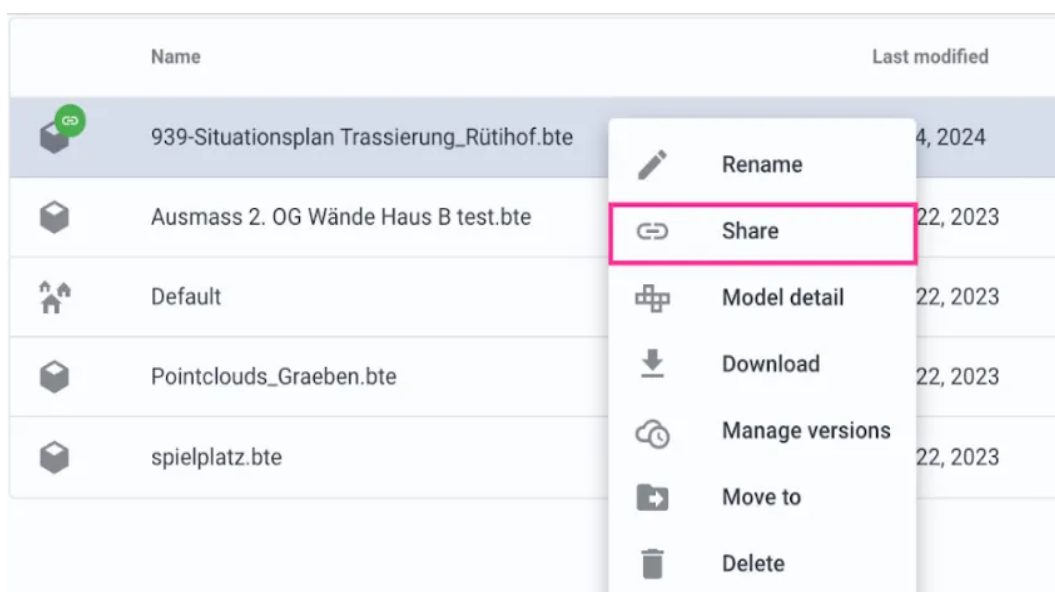 Name Last modified
939-Situationsplan Trassierung_Rütihof.bte 4, 2024
Rename
Ausmass 2. OG Wände Haus B test.bte 22, 2023
Share
Default 22, 2023
Model detail
Download
Pointclouds_Graeben.bte 22, 2023
Manage versions
spielplatz.bte 22, 2023
Move to
Delete